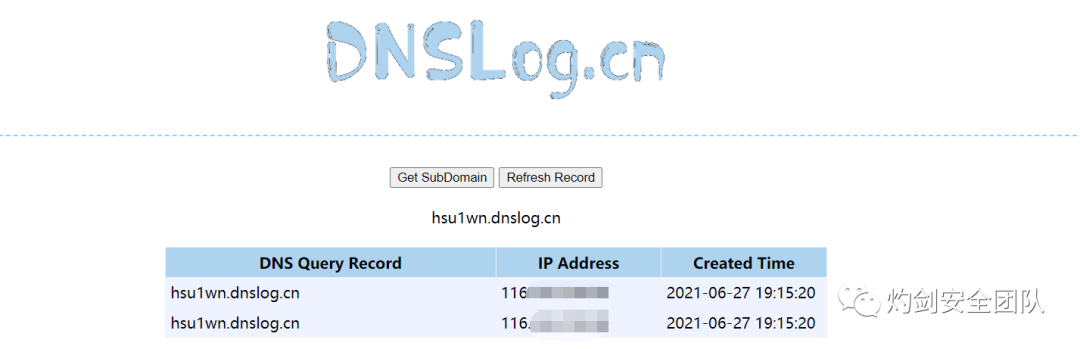 DNSLog.cn
Get SubDomain Refresh Record
hsu1wn.dnslog.cn
DNS Query Record IP Address Created Time
hsu1wn.dnslog.cn 116 2021-06-27 19:15:20
hsu1wn.dnslog.cn 116. 2021-06-27 19:15:20
灼剑安全团队